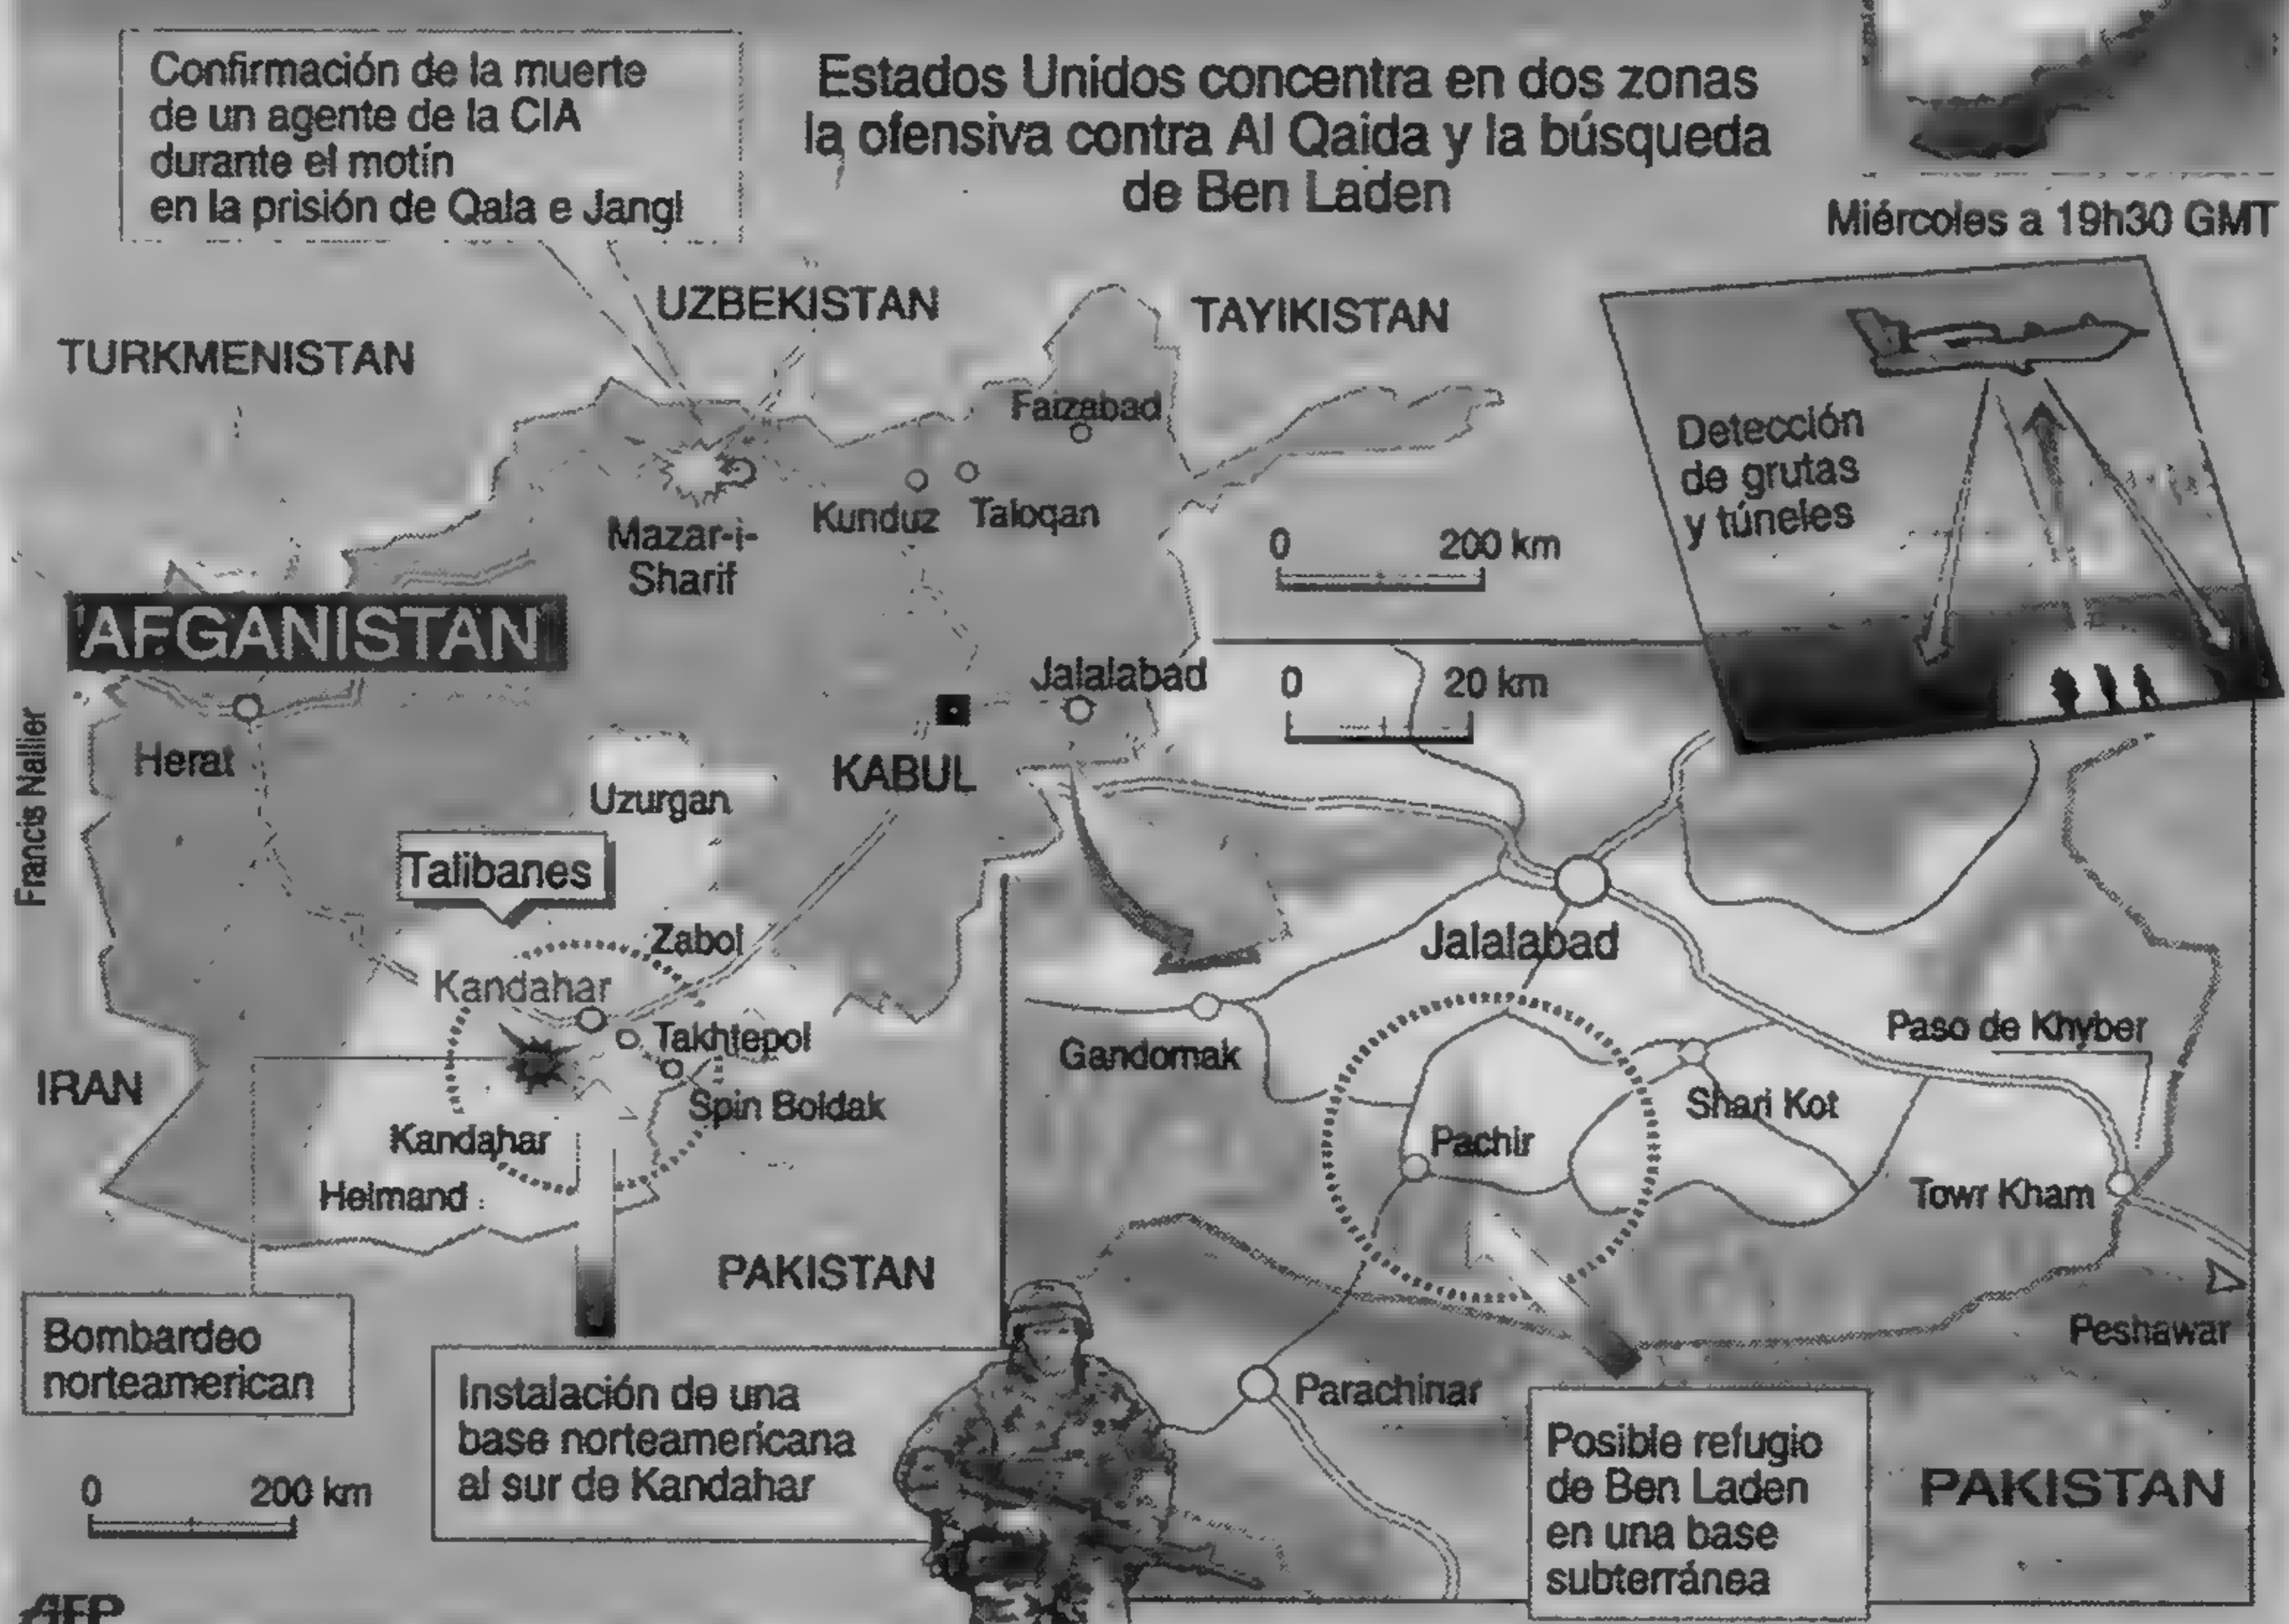 Confirmación de la muerte
de un agente de la CIA
durante el motín
en la prisión de Qala e Jangi
Estados Unidos concentra en dos zonas
la ofensiva contra Al Qaida y la búsqueda
de Ben Laden
Miércoles a 19h30 GMT
UZBEKISTAN
TAYIKISTAN
TURKMENISTAN
Faizabad
Detección
de grutas
y túneles
Kunduz
Taloqan
Mazar-i-
Sharif
0 200 km
AFGANISTAN
Jalalabad
0 20 km
Herat
KABUL
Uzurgan
Francis Nallier
Talibanes
Zabol
Jalalabad
Kandahar
Takhtepol
Gandomak
Paso de Khyber
IRAN
Spin Boldak
Shari Kot
Kandahar
Pachir
Helmand
Towr Kham
PAKISTAN
Peshawar
Bombardeo
norteamerican
Instalación de una
base norteamericana
al sur de Kandahar
Parachinar
Posible refugio
de Ben Laden
en una base
subterránea
PAKISTAN
0 200 km
AFP